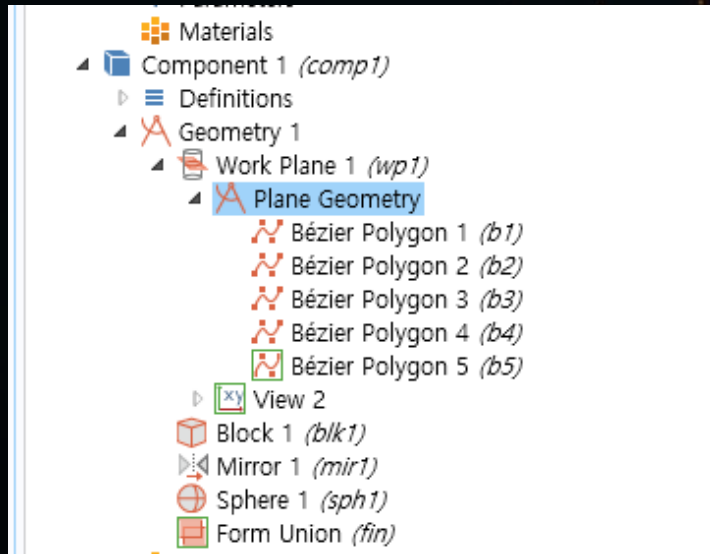 Materials
Component 1 (comp1)
Definitions
Geometry 1
Work Plane 1 (wp1)
Plane Geometry
Bézier Polygon 1 (b1)
Bézier Polygon 2 (b2)
Bézier Polygon 3 (b3)
Bézier Polygon 4 (b4)
Bézier Polygon 5 (b5)
xy View 2
Block 1 (blk1)
Mirror 1 (mir1)
Sphere 1 (sph1)
Form Union (fin)